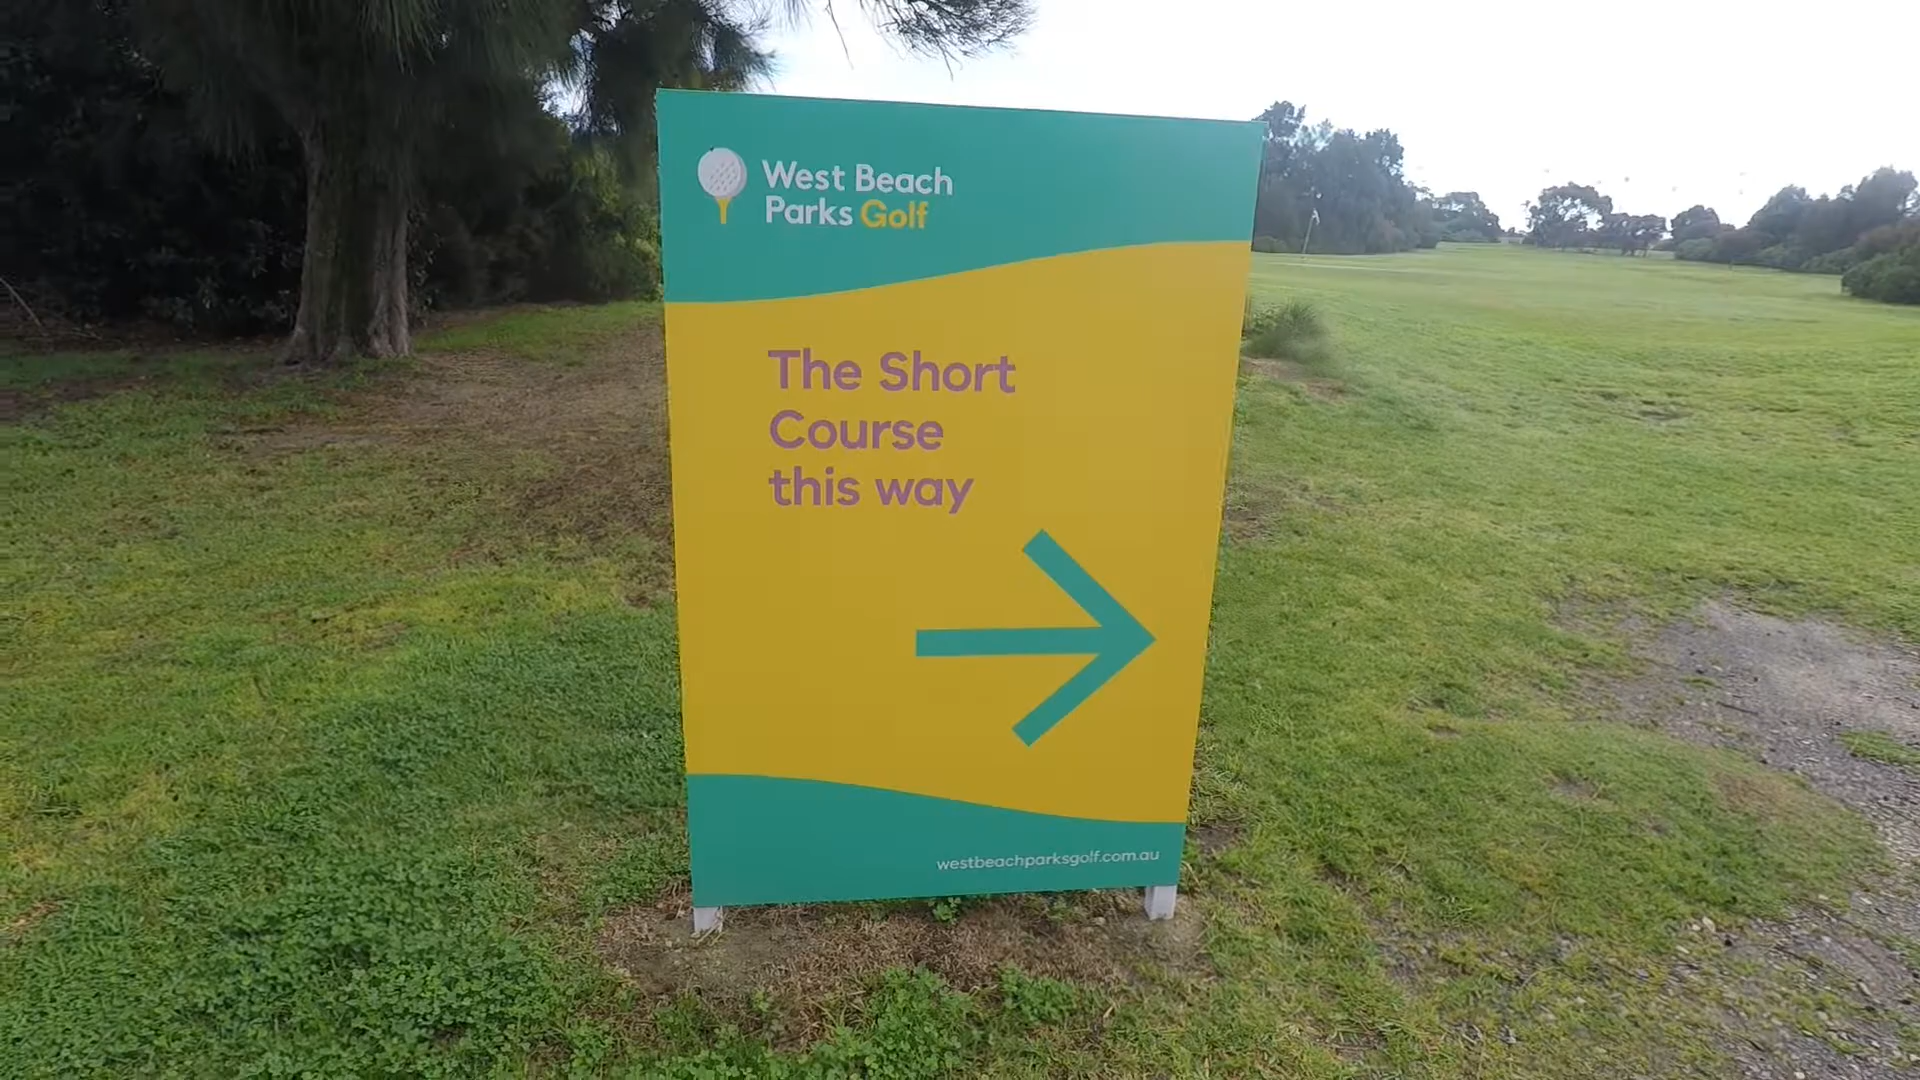 West Beach
Parks Golf
The Short
Course
this way
westbeachparksgolf.com.au